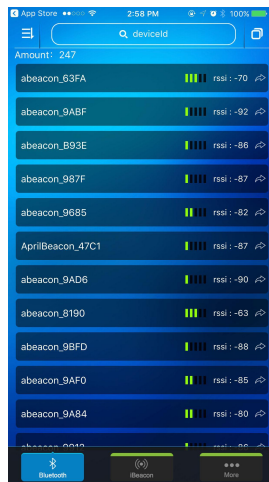 App Store 2:58 PM 100%
deviceId
Amount: 247
abeacon_63FA rssi : -70
abeacon_9ABF rssi : -92
abeacon_B93E rssi : -86
abeacon_987F rssi : -87
abeacon_9685 rssi : -82
AprilBeacon_47C1 rssi : -87
abeacon_9AD6 rssi : -90
abeacon_8190 rssi : -63
abeacon_9BFD rssi : -88
abeacon_9AF0 rssi : -85
abeacon_9A84 rssi : -80
Bluetooth iBeacon More